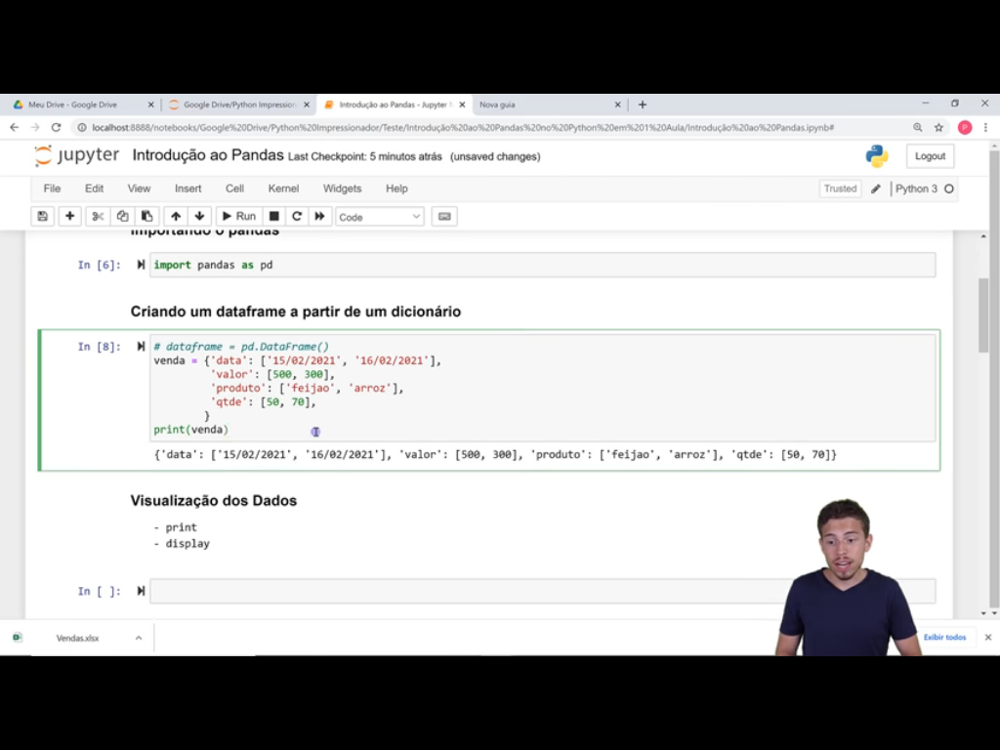 Meu Drive - Google Drive
Google Drive/Python Impression
Introdução ao Pandas - Jupyter
Nova guia
localhost:8888/notebooks/Google%20Drive/Python%20Impressionador/Teste/Introdução%20ao%20Pandas%20no%20Python%20em%201%20Aula/Introdução%20ao%20Pandas.ipynb#
P
jupyter Introdução ao Pandas Last Checkpoint: 5 minutos atrás (unsaved changes)
Logout
File Edit View Insert Cell Kernel Widgets Help
Trusted
Python 3
Run
Code
Importando o pandas
In [6]: import pandas as pd
Criando um dataframe a partir de um dicionário
In [8]: # dataframe = pd.DataFrame()
venda = {'data': ['15/02/2021', '16/02/2021'],
'valor': [500, 300],
'produto': ['feijao', 'arroz'],
'qtde': [50, 70],
}
print(venda)
{'data': ['15/02/2021', '16/02/2021'], 'valor': [500, 300], 'produto': ['feijao', 'arroz'], 'qtde': [50, 70]}
Visualização dos Dados
- print
- display
In [ ]:
Vendas.xlsx
Exibir todos